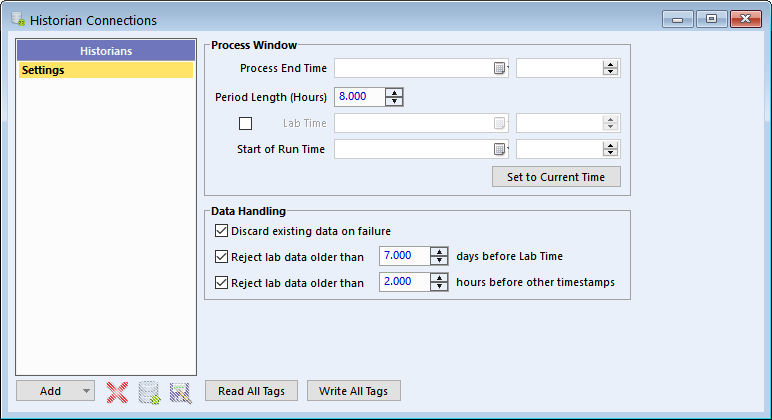 Historian Connections
Historians
Settings
Process Window
Process End Time
Period Length (Hours) 8.000
Lab Time
Start of Run Time
Set to Current Time
Data Handling
Discard existing data on failure
Reject lab data older than 7.000 days before Lab Time
Reject lab data older than 2.000 hours before other timestamps
Add Read All Tags Write All Tags